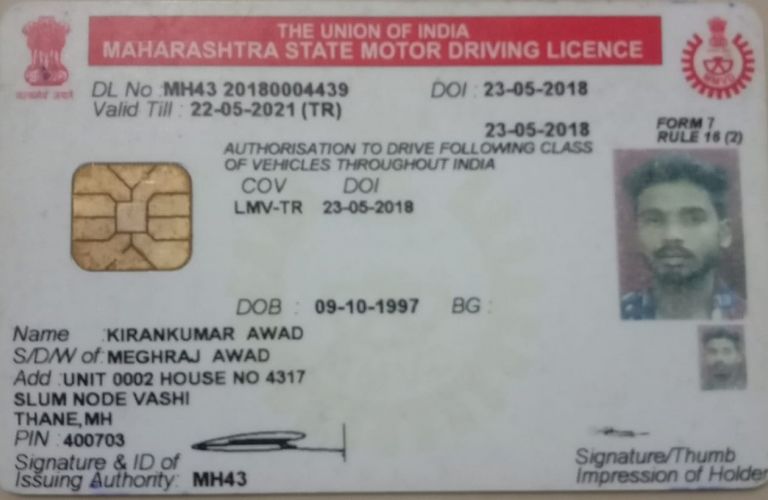 THE UNION OF INDIA
MAHARASHTRA STATE MOTOR DRIVING LICENCE
सत्यमेव जयते
DL No : MH43 20180004439 DOI : 23-05-2018
Valid Till : 22-05-2021 (TR)
23-05-2018
FORM 7
RULE 16 (2)
AUTHORISATION TO DRIVE FOLLOWING CLASS
OF VEHICLES THROUGHOUT INDIA
COV DOI
LMV-TR 23-05-2018
DOB : 09-10-1997 BG :
Name : KIRANKUMAR AWAD
S/D/W of : MEGHRAJ AWAD
Add : UNIT 0002 HOUSE NO 4317
SLUM NODE VASHI
THANE,MH
PIN : 400703
Signature & ID of
Issuing Authority: MH43
Signature/Thumb
Impression of Holder